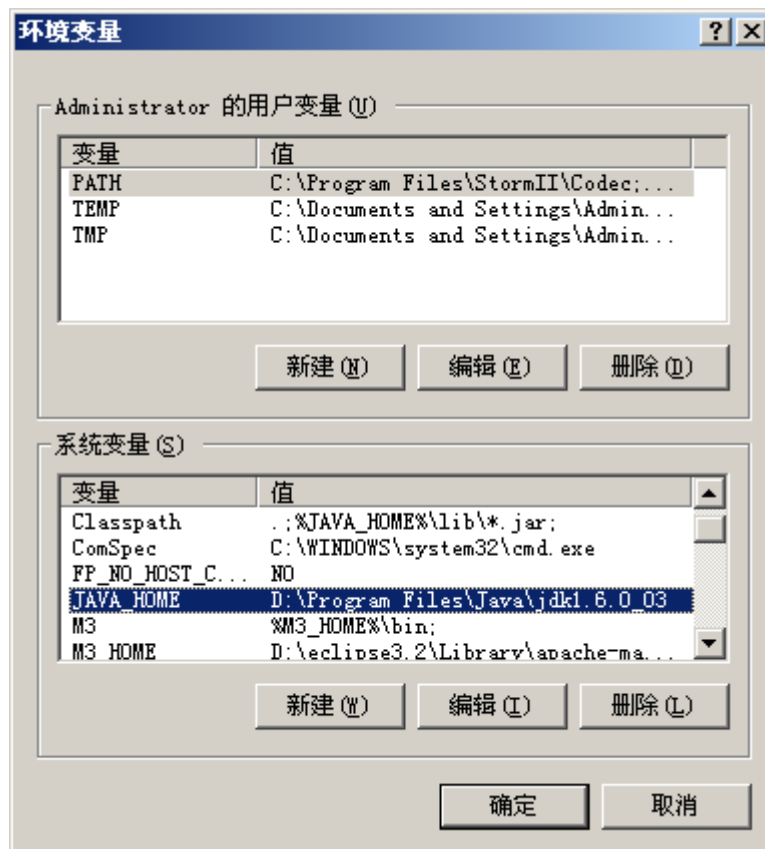 环境变量
Administrator 的用户变量(U)
变量 值
PATH C:\Program Files\StormII\Codec;...
TEMP C:\Documents and Settings\Admin...
TMP C:\Documents and Settings\Admin...
新建(N) 编辑(E) 删除(D)
系统变量(S)
变量 值
Classpath .;%JAVA_HOME%\lib\*.jar;
ComSpec C:\WINDOWS\system32\cmd.exe
FP_NO_HOST_C... NO
JAVA_HOME D:\Program Files\Java\jdk1.6.0_03
M3 %M3_HOME%\bin;
M3_HOME D:\eclipse3.2\Library\apache-ma...
新建(W) 编辑(I) 删除(L)
确定 取消